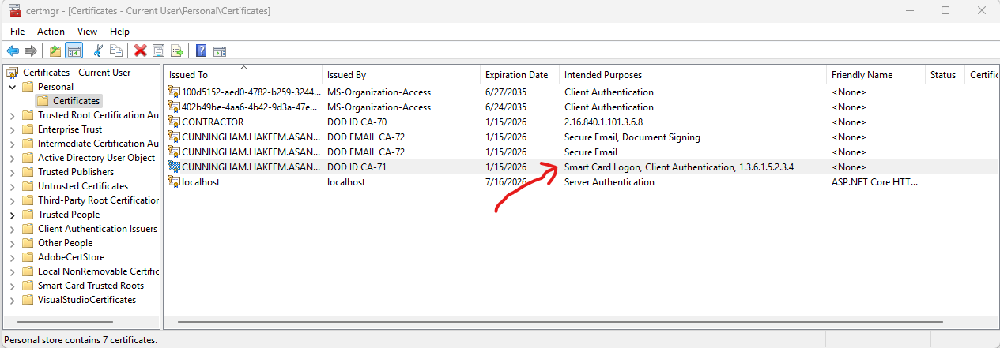 certmgr - [Certificates - Current User\Personal\Certificates]
File Action View Help
Certificates - Current User
Personal
Certificates
Trusted Root Certification Au
Enterprise Trust
Intermediate Certification Au
Active Directory User Object
Trusted Publishers
Untrusted Certificates
Third-Party Root Certification
Trusted People
Client Authentication Issuers
Other People
AdobeCertStore
Local NonRemovable Certific
Smart Card Trusted Roots
VisualStudioCertificates
Issued To Issued By Expiration Date Intended Purposes Friendly Name Status Certific
100d5152-aed0-4782-b259-3244... MS-Organization-Access 6/27/2035 Client Authentication <None>
402b49be-4aa6-4b42-9d3a-47e... MS-Organization-Access 6/24/2035 Client Authentication <None>
CONTRACTOR DOD ID CA-70 1/15/2026 2.16.840.1.101.3.6.8 <None>
CUNNINGHAM.HAKEEM.ASAN... DOD EMAIL CA-72 1/15/2026 Secure Email, Document Signing <None>
CUNNINGHAM.HAKEEM.ASAN... DOD EMAIL CA-72 1/15/2026 Secure Email <None>
CUNNINGHAM.HAKEEM.ASAN... DOD ID CA-71 1/15/2026 Smart Card Logon, Client Authentication, 1.3.6.1.5.2.3.4 <None>
localhost localhost 7/16/2026 Server Authentication ASP.NET Core HTT...
Personal store contains 7 certificates.